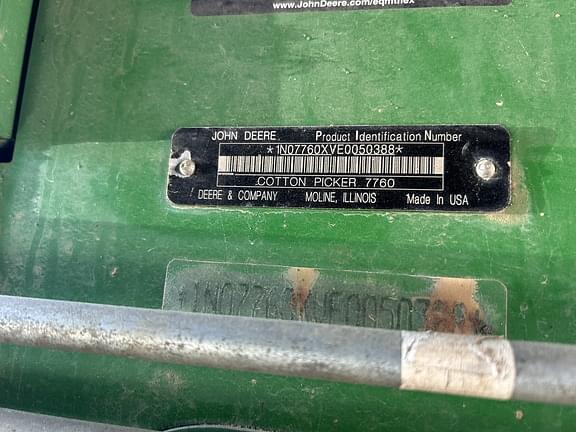 www.JohnDeere.com/eqmtflex
JOHN DEERE Product Identification Number
*1N07760XVE0050388*
COTTON PICKER 7760
DEERE & COMPANY MOLINE, ILLINOIS Made In USA